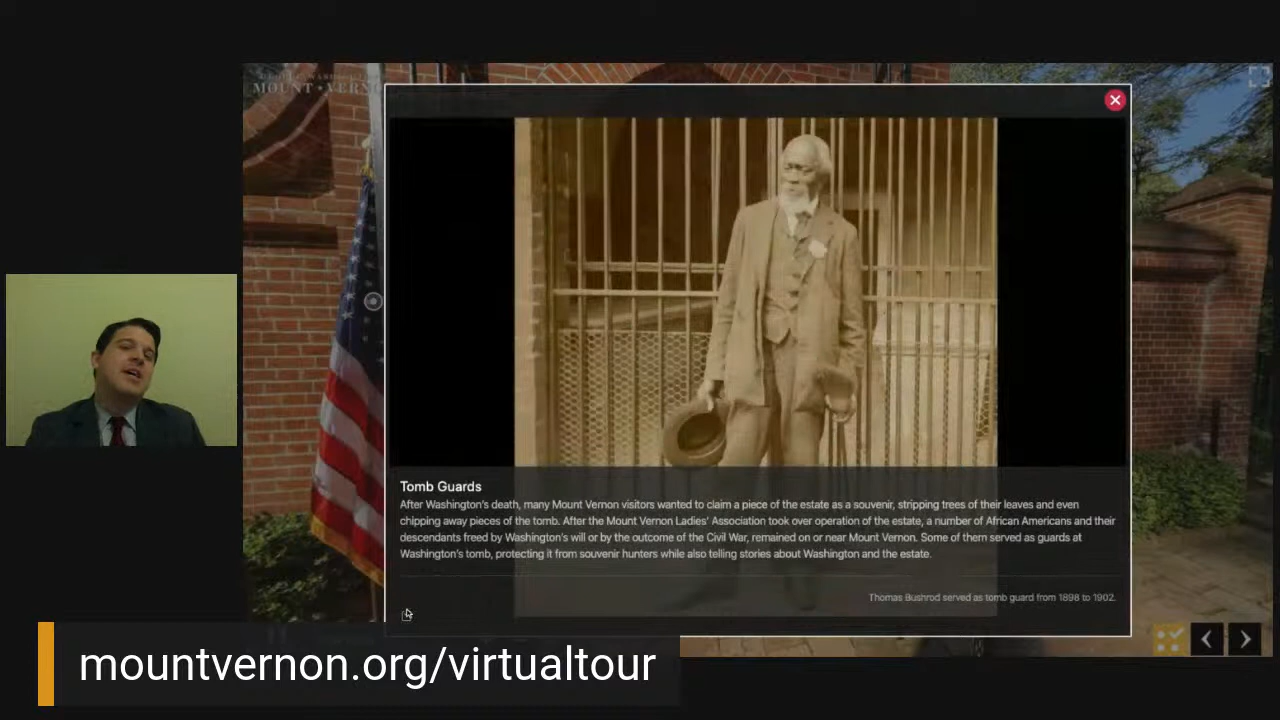 MOUNT★VERNO
Tomb Guards
After Washington's death, many Mount Vernon visitors wanted to claim a piece of the estate as a souvenir, stripping trees of their leaves and even
chipping away pieces of the tomb. After the Mount Vernon Ladies' Association took over operation of the estate, a number of African Americans and their
descendants freed by Washington's will or by the outcome of the Civil War, remained on or near Mount Vernon. Some of them served as guards at
Washington's tomb, protecting it from souvenir hunters while also telling stories about Washington and the estate.
Thomas Bushrod served as tomb guard from 1898 to 1902.
mountvernon.org/virtualtour